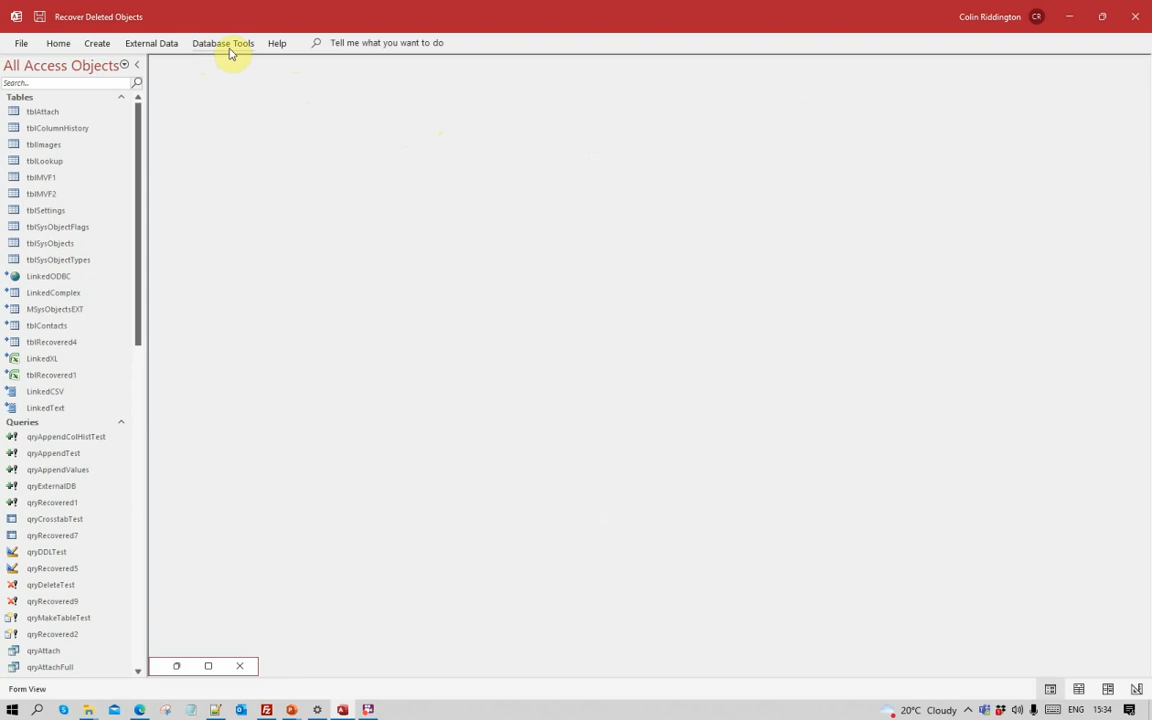 Recover Deleted Objects
Colin Riddington CR
File Home Create External Data Database Tools Help Tell me what you want to do
All Access Objects
Search...
Tables
tblAttach
tblColumnHistory
tblImages
tblLookup
tblMVF1
tblMVF2
tblSettings
tblSysObjectFlags
tblSysObjects
tblSysObjectTypes
LinkedODBC
LinkedComplex
MSysObjectsEXT
tblContacts
tblRecovered4
LinkedXL
tblRecovered1
LinkedCSV
LinkedText
Queries
qryAppendColHistTest
qryAppendTest
qryAppendValues
qryExternalDB
qryRecovered1
qryCrosstabTest
qryRecovered7
qryDDLTest
qryRecovered5
qryDeleteTest
qryRecovered9
qryMakeTableTest
qryRecovered2
qryAttach
qryAttachFull
Form View
20°C Cloudy ENG 15:34